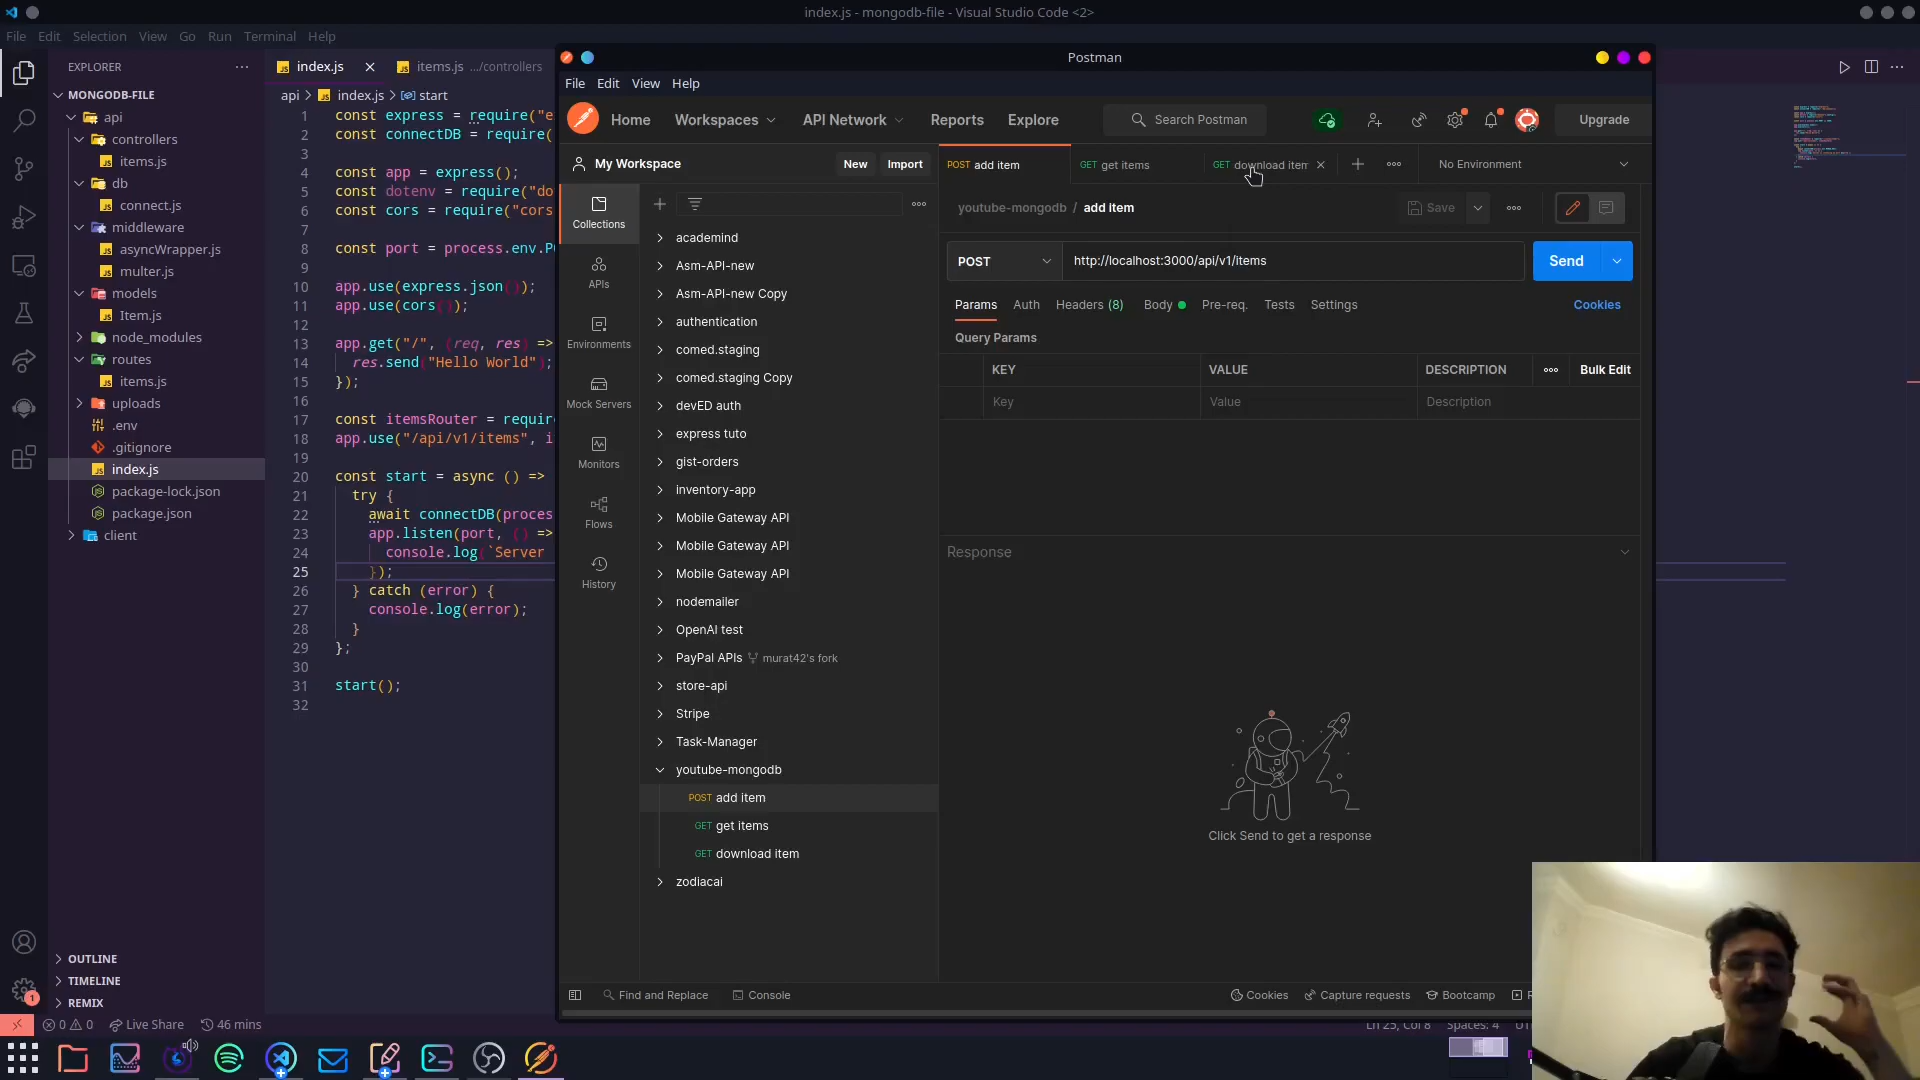 index.js - mongodb-file - Visual Studio Code <2>
File Edit Selection View Go Run Terminal Help
EXPLORER
MONGODB-FILE
api
controllers
items.js
db
connect.js
middleware
asyncWrapper.js
multer.js
models
Item.js
node_modules
routes
items.js
uploads
.env
.gitignore
index.js
package-lock.json
package.json
client
OUTLINE
TIMELINE
REMIX
index.js
items.js .../controllers
api > index.js > start
1 const express = require("e
2 const connectDB = require(
3
4 const app = express();
5 const dotenv = require("do
6 const cors = require("cors
7
8 const port = process.env.P
9
10 app.use(express.json());
11 app.use(cors());
12
13 app.get("/", (req, res) =>
14 res.send("Hello World");
15 });
16
17 const itemsRouter = requir
18 app.use("/api/v1/items", i
19
20 const start = async () =>
21 try {
22 await connectDB(proces
23 app.listen(port, () =>
24 console.log(`Server
25 });
26 } catch (error) {
27 console.log(error);
28 }
29 };
30
31 start();
32
Postman
File Edit View Help
Home Workspaces API Network Reports Explore Search Postman Upgrade
My Workspace New Import
Collections
APIs
Environments
Mock Servers
Monitors
Flows
History
academind
Asm-API-new
Asm-API-new Copy
authentication
comed.staging
comed.staging Copy
devED auth
express tuto
gist-orders
inventory-app
Mobile Gateway API
Mobile Gateway API
Mobile Gateway API
nodemailer
OpenAI test
PayPal APIs murat42's fork
store-api
Stripe
Task-Manager
youtube-mongodb
POST add item
GET get items
GET download item
zodiacai
POST add item GET get items GET download item No Environment
youtube-mongodb / add item Save
POST http://localhost:3000/api/v1/items Send
Params Auth Headers (8) Body Pre-req. Tests Settings Cookies
Query Params
KEY VALUE DESCRIPTION Bulk Edit
Key Value Description
Response
Click Send to get a response
Find and Replace Console Cookies Capture requests Bootcamp
0 0 Live Share 46 mins Ln 25, Col 8 Spaces: 4
1